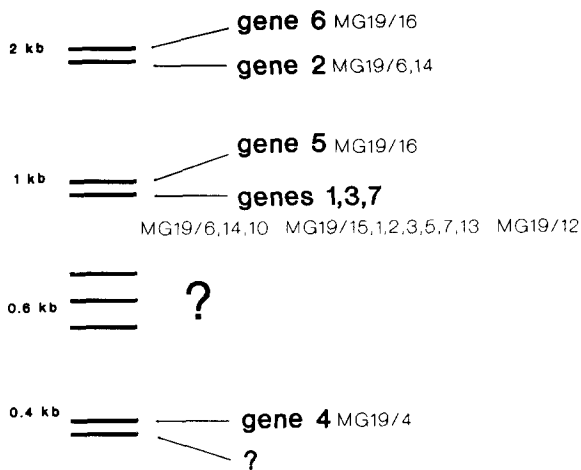 gene 6 MG19/16
2 kb
gene 2 MG19/6,14
gene 5 MG19/16
1 kb
genes 1,3,7
MG19/6,14,10 MG19/15,1,2,3,5,7,13 MG19/12
?
0.6 kb
0.4 kb
gene 4 MG19/4
?